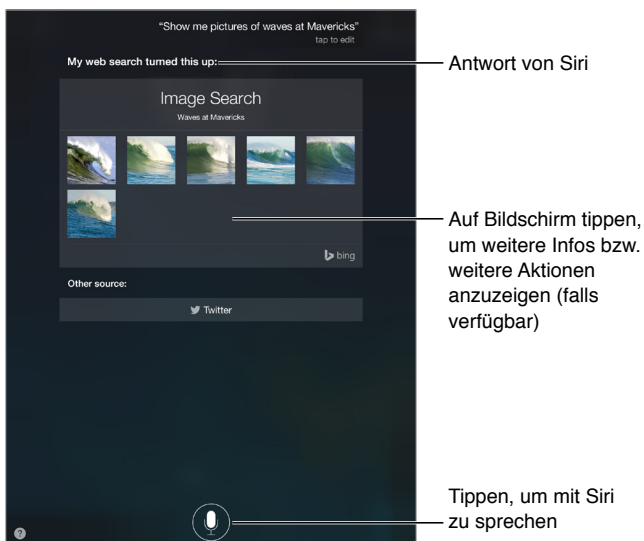 “Show me pictures of waves at Mavericks”
tap to edit
My web search turned this up:
Antwort von Siri
Image Search
Waves at Mavericks
Auf Bildschirm tippen,
um weitere Infos bzw.
weitere Aktionen
anzuzeigen (falls
verfügbar)
bing
Other source:
Twitter
Tippen, um mit Siri
zu sprechen
?